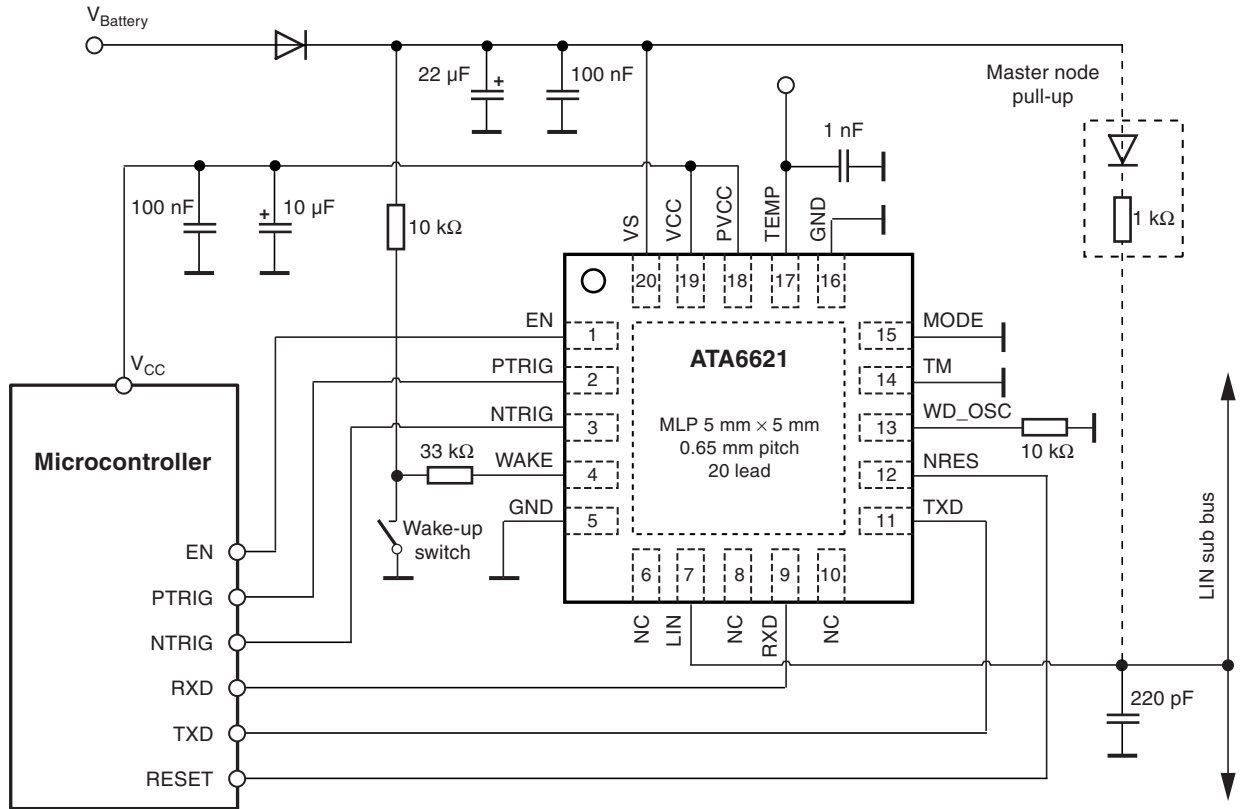 V_Battery
22 µF
+
100 nF
Master node
pull-up
1 nF
100 nF
+
10 µF
10 kΩ
VS
VCC
PVCC
TEMP
GND
1 kΩ
20
19
18
17
16
EN
1
15
MODE
ATA6621
V_CC
PTRIG
2
14
TM
NTRIG
3
MLP 5 mm × 5 mm
0.65 mm pitch
20 lead
13
WD_OSC
10 kΩ
Microcontroller
33 kΩ
WAKE
4
12
NRES
GND
5
11
TXD
Wake-up
switch
EN
6
7
8
9
10
LIN sub bus
PTRIG
NC
LIN
NC
RXD
NC
NTRIG
RXD
220 pF
TXD
RESET